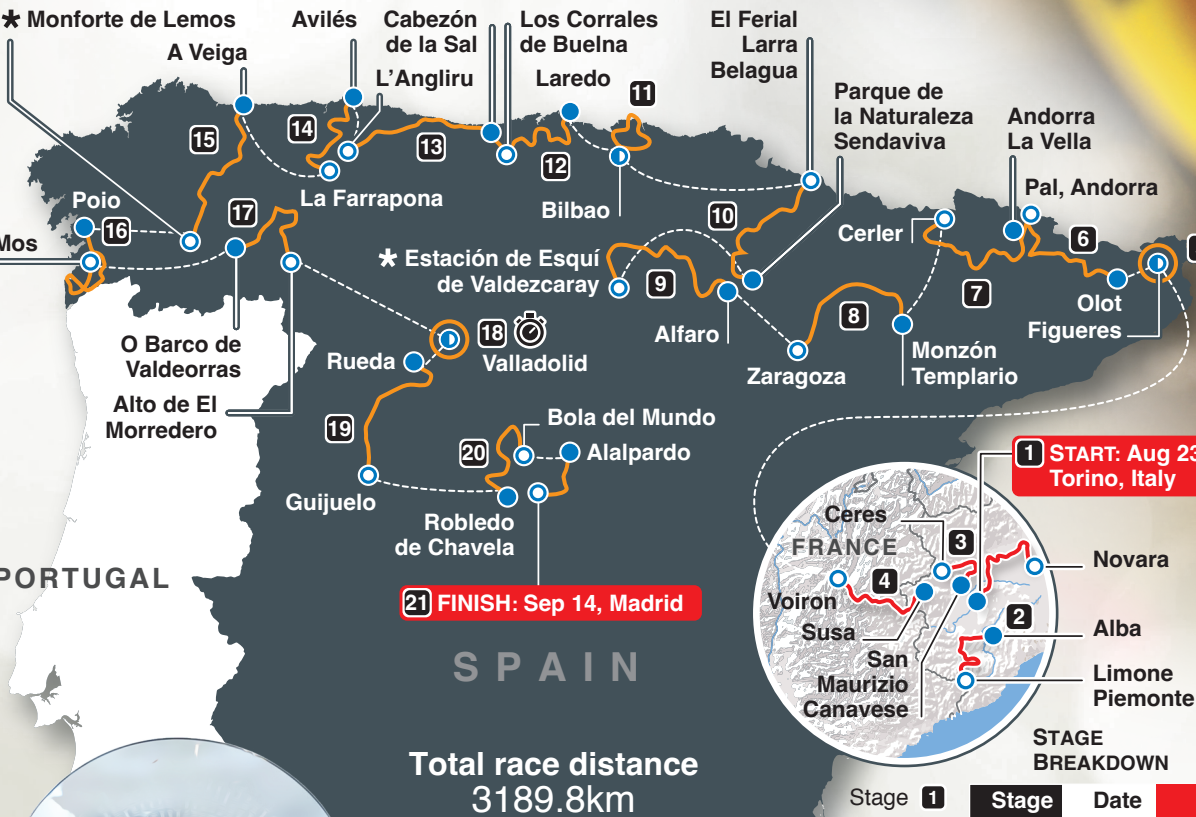 * Monforte de Lemos
A Veiga
Avilés
L'Angliru
Cabezón
de la Sal
Los Corrales
de Buelna
Laredo
El Ferial
Larra
Belagua
Parque de
la Naturaleza
Sendaviva
Andorra
La Vella
Pal, Andorra
11
15
14
13
12
La Farrapona
Bilbao
10
Cerler
6
7
Olot
Figueres
Poio
16
17
Mos
* Estación de Esquí
de Valdezcaray
9
8
Alfaro
Zaragoza
Monzón
Templario
O Barco de
Valdeorras
Alto de El
Morredero
18
Valladolid
Rueda
19
Guijuelo
20
Bola del Mundo
Alalpardo
Robledo
de Chavela
21 FINISH: Sep 14, Madrid
1 START: Aug 23
Torino, Italy
PORTUGAL
SPAIN
Ceres
FRANCE
3
4
Voiron
Susa
San
Maurizio
Canavese
2
Novara
Alba
Limone
Piemonte
Total race distance
3189.8km
STAGE
BREAKDOWN
Stage 1
Stage Date